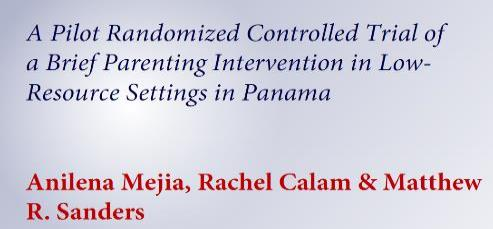 A Pilot Randomized Controlled Trial of
a Brief Parenting Intervention in Low-
Resource Settings in Panama
Anilena Mejia, Rachel Calam & Matthew
R. Sanders